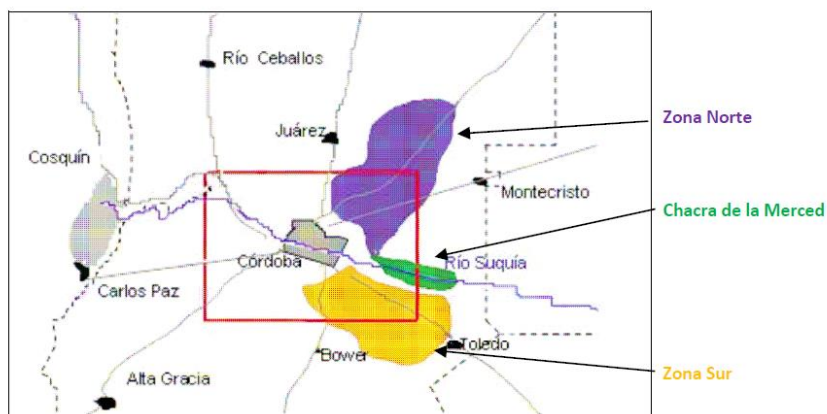 Río Ceballos
Zona Norte
Juárez
Cosquín
Montecristo
Chacra de la Merced
Córdoba
Río Suquía
Carlos Paz
Toledo
Bower
Zona Sur
Alta Gracia